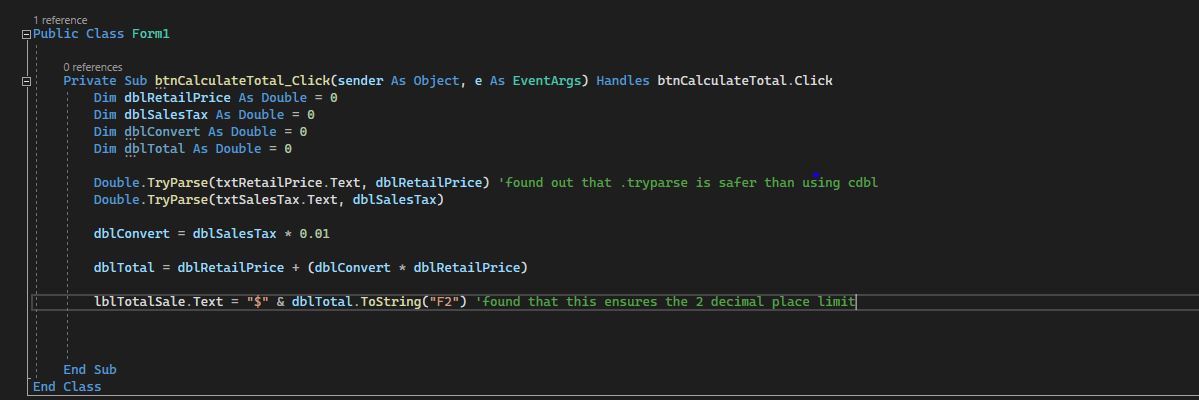 1 reference
Public Class Form1
0 references
Private Sub btnCalculateTotal_Click(sender As Object, e As EventArgs) Handles btnCalculateTotal.Click
Dim dblRetailPrice As Double = 0
Dim dblSalesTax As Double = 0
Dim dblConvert As Double = 0
Dim dblTotal As Double = 0
Double.TryParse(txtRetailPrice.Text, dblRetailPrice) 'found out that .tryparse is safer than using cdbl
Double.TryParse(txtSalesTax.Text, dblSalesTax)
dblConvert = dblSalesTax * 0.01
dblTotal = dblRetailPrice + (dblConvert * dblRetailPrice)
lblTotalSale.Text = "$" & dblTotal.ToString("F2") 'found that this ensures the 2 decimal place limit
End Sub
End Class